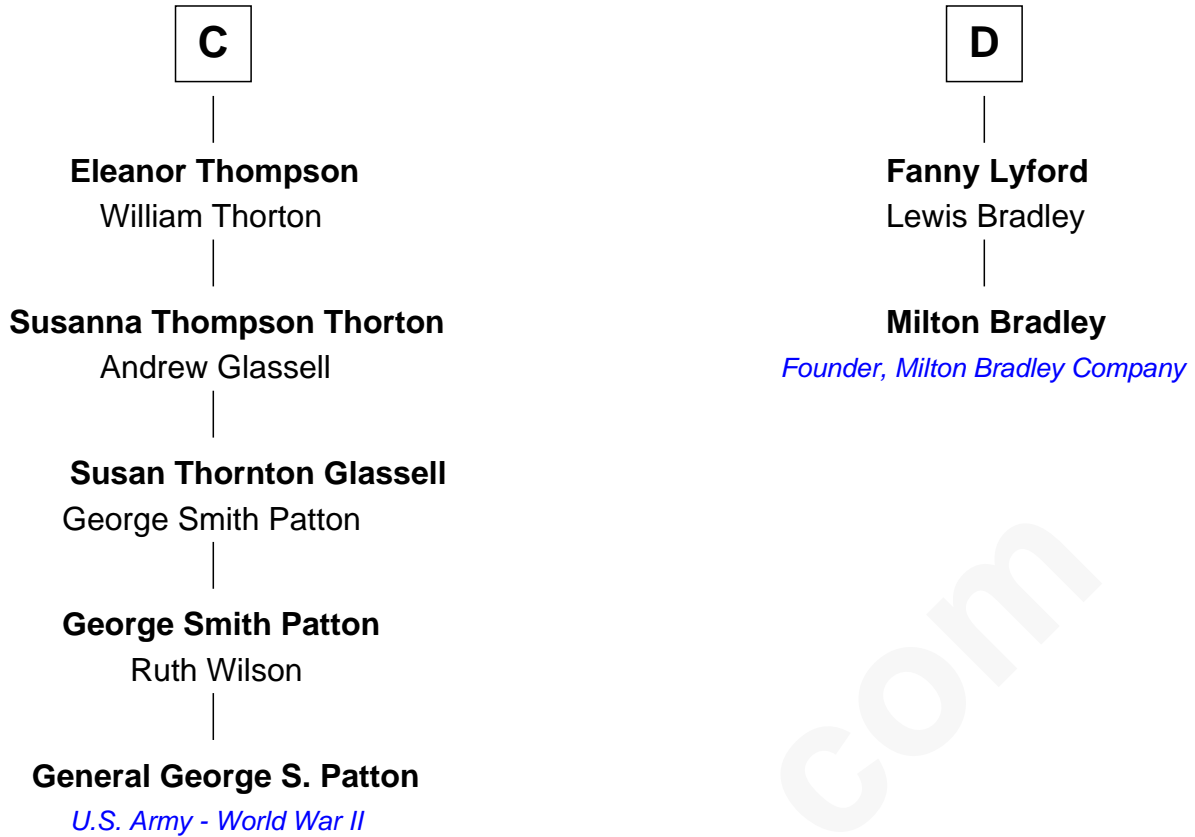 C
Eleanor Thompson
William Thorton
Susanna Thompson Thorton
Andrew Glassell
Susan Thornton Glassell
George Smith Patton
George Smith Patton
Ruth Wilson
General George S. Patton
U.S. Army - World War II
D
Fanny Lyford
Lewis Bradley
Milton Bradley
Founder, Milton Bradley Company
com